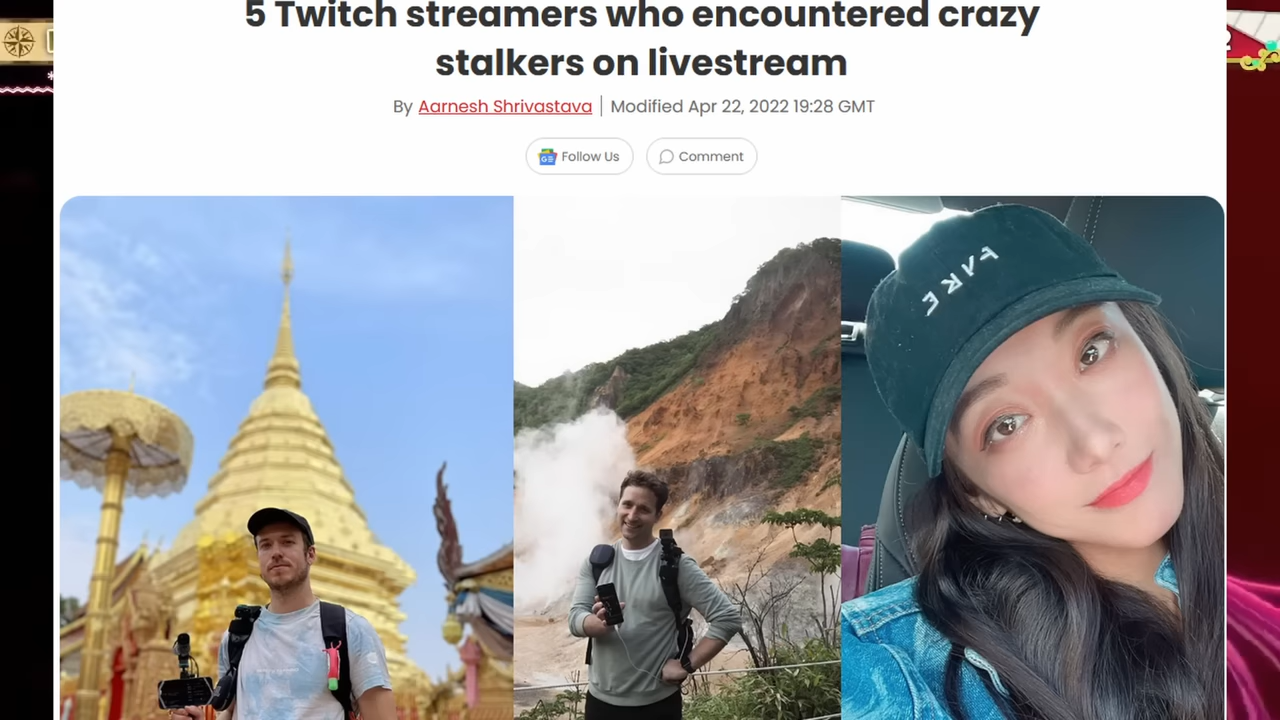 5 Twitch streamers who encountered crazy
stalkers on livestream
By Aarnesh Shrivastava | Modified Apr 22, 2022 19:28 GMT
Follow Us
Comment